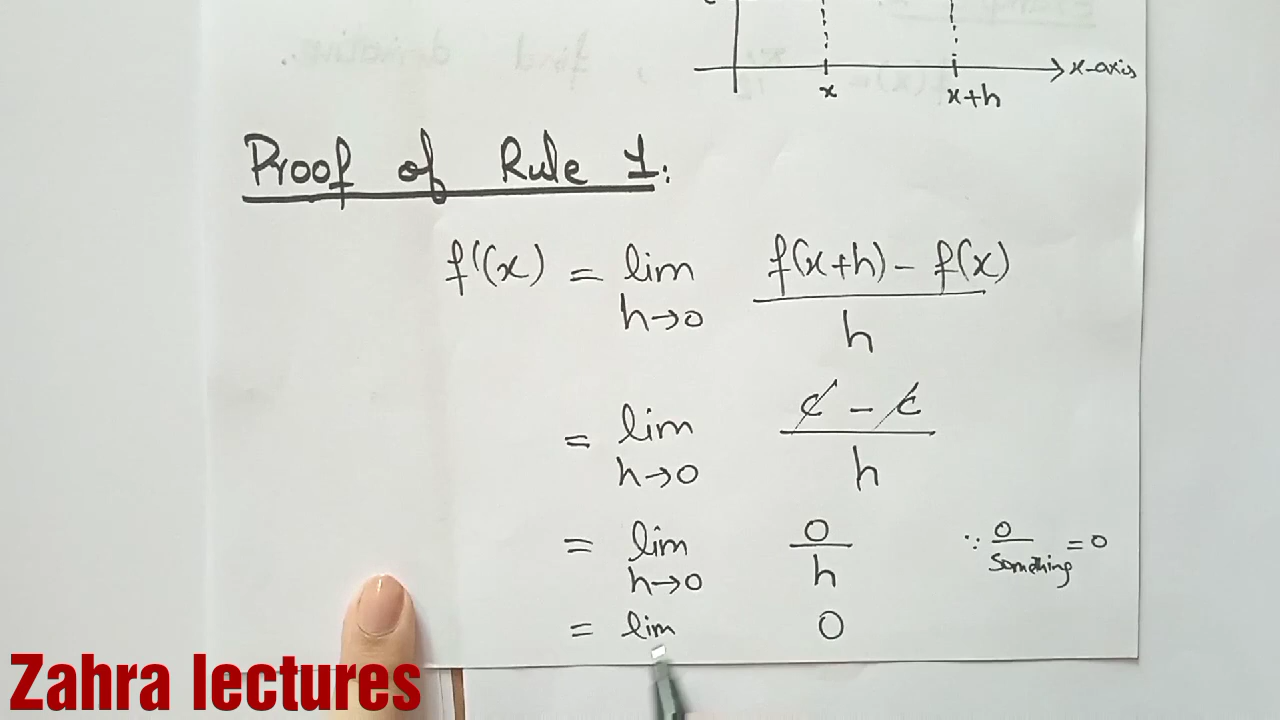 x-axis
x x+h
Proof of Rule 1:
f'(x) = lim f(x+h) - f(x)
h→0 h
= lim c - c
h→0 h
= lim 0 ∵ 0 = 0
h→0 h Something
= lim 0
Zahra lectures